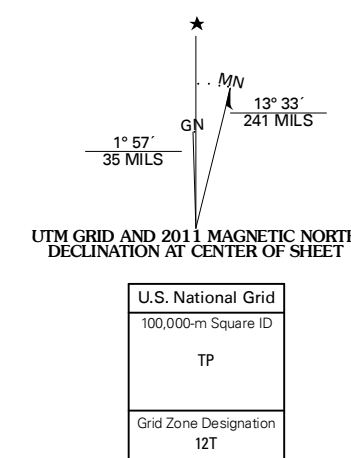 ★
MN
GN
13° 33´
241 MILS
1° 57´
35 MILS
UTM GRID AND 2011 MAGNETIC NORTH
DECLINATION AT CENTER OF SHEET
U.S. National Grid
100,000-m Square ID
TP
Grid Zone Designation
12T